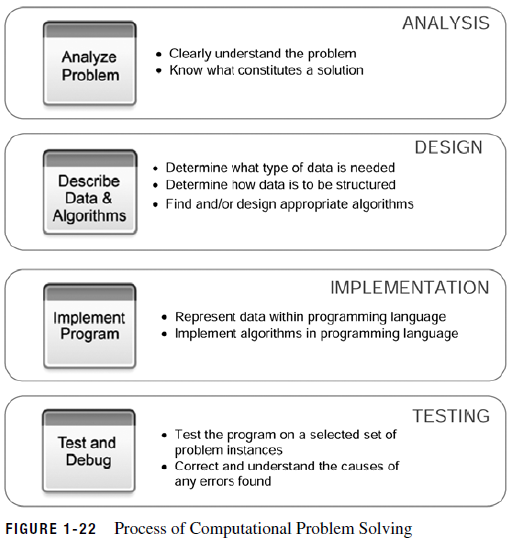 ANALYSIS
Analyze
Problem
• Clearly understand the problem
• Know what constitutes a solution
DESIGN
Describe
Data &
Algorithms
• Determine what type of data is needed
• Determine how data is to be structured
• Find and/or design appropriate algorithms
IMPLEMENTATION
Implement
Program
• Represent data within programming language
• Implement algorithms in programming language
TESTING
Test and
Debug
• Test the program on a selected set of
problem instances
• Correct and understand the causes of
any errors found
FIGURE 1-22 Process of Computational Problem Solving